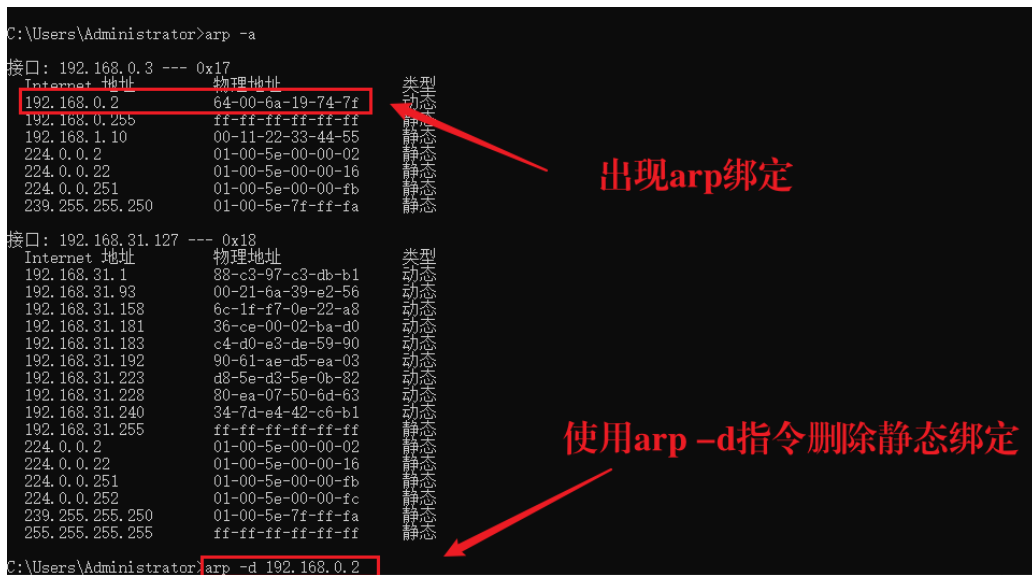 C:\Users\Administrator>arp -a
接口: 192.168.0.3 --- 0x17
Internet 地址 物理地址 类型
192.168.0.2 64-00-6a-19-74-7f 动态
192.168.0.255 ff-ff-ff-ff-ff-ff 静态
192.168.1.10 00-11-22-33-44-55 静态
224.0.0.2 01-00-5e-00-00-02 静态
224.0.0.22 01-00-5e-00-00-16 静态
224.0.0.251 01-00-5e-00-00-fb 静态
239.255.255.250 01-00-5e-7f-ff-fa 静态
出现arp绑定
接口: 192.168.31.127 --- 0x18
Internet 地址 物理地址 类型
192.168.31.1 88-c3-97-c3-db-b1 动态
192.168.31.93 00-21-6a-39-e2-56 动态
192.168.31.158 6c-1f-f7-0e-22-a8 动态
192.168.31.181 36-ce-00-02-ba-d0 动态
192.168.31.183 c4-d0-e3-de-59-90 动态
192.168.31.192 90-61-ae-d5-ea-03 动态
192.168.31.223 d8-5e-d3-5e-0b-82 动态
192.168.31.228 80-ea-07-50-6d-63 动态
192.168.31.240 34-7d-e4-42-c6-b1 动态
192.168.31.255 ff-ff-ff-ff-ff-ff 静态
224.0.0.2 01-00-5e-00-00-02 静态
224.0.0.22 01-00-5e-00-00-16 静态
224.0.0.251 01-00-5e-00-00-fb 静态
224.0.0.252 01-00-5e-00-00-fc 静态
239.255.255.250 01-00-5e-7f-ff-fa 静态
255.255.255.255 ff-ff-ff-ff-ff-ff 静态
使用arp –d指令删除静态绑定
C:\Users\Administrator>arp -d 192.168.0.2